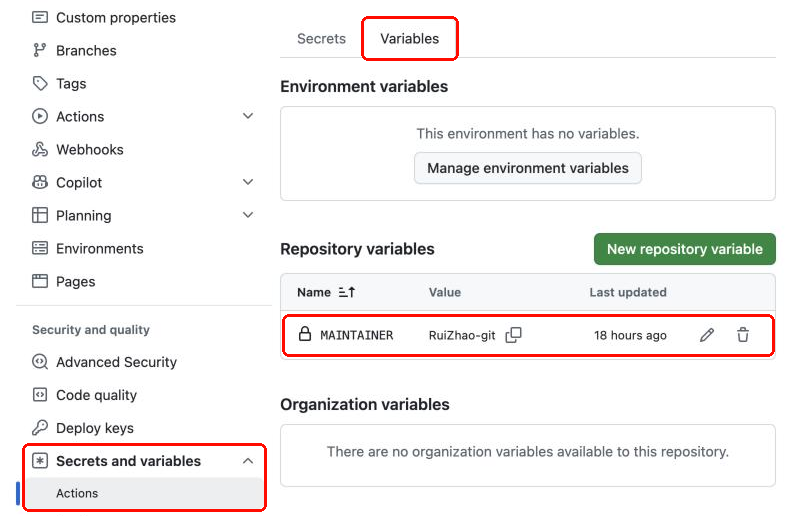 Custom properties
Branches
Tags
Actions
Webhooks
Copilot
Planning
Environments
Pages
Security and quality
Advanced Security
Code quality
Deploy keys
Secrets and variables
Actions
Secrets
Variables
Environment variables
This environment has no variables.
Manage environment variables
Repository variables
New repository variable
Name
Value
Last updated
MAINTAINER
RuiZhao-git
18 hours ago
Organization variables
There are no organization variables available to this repository.